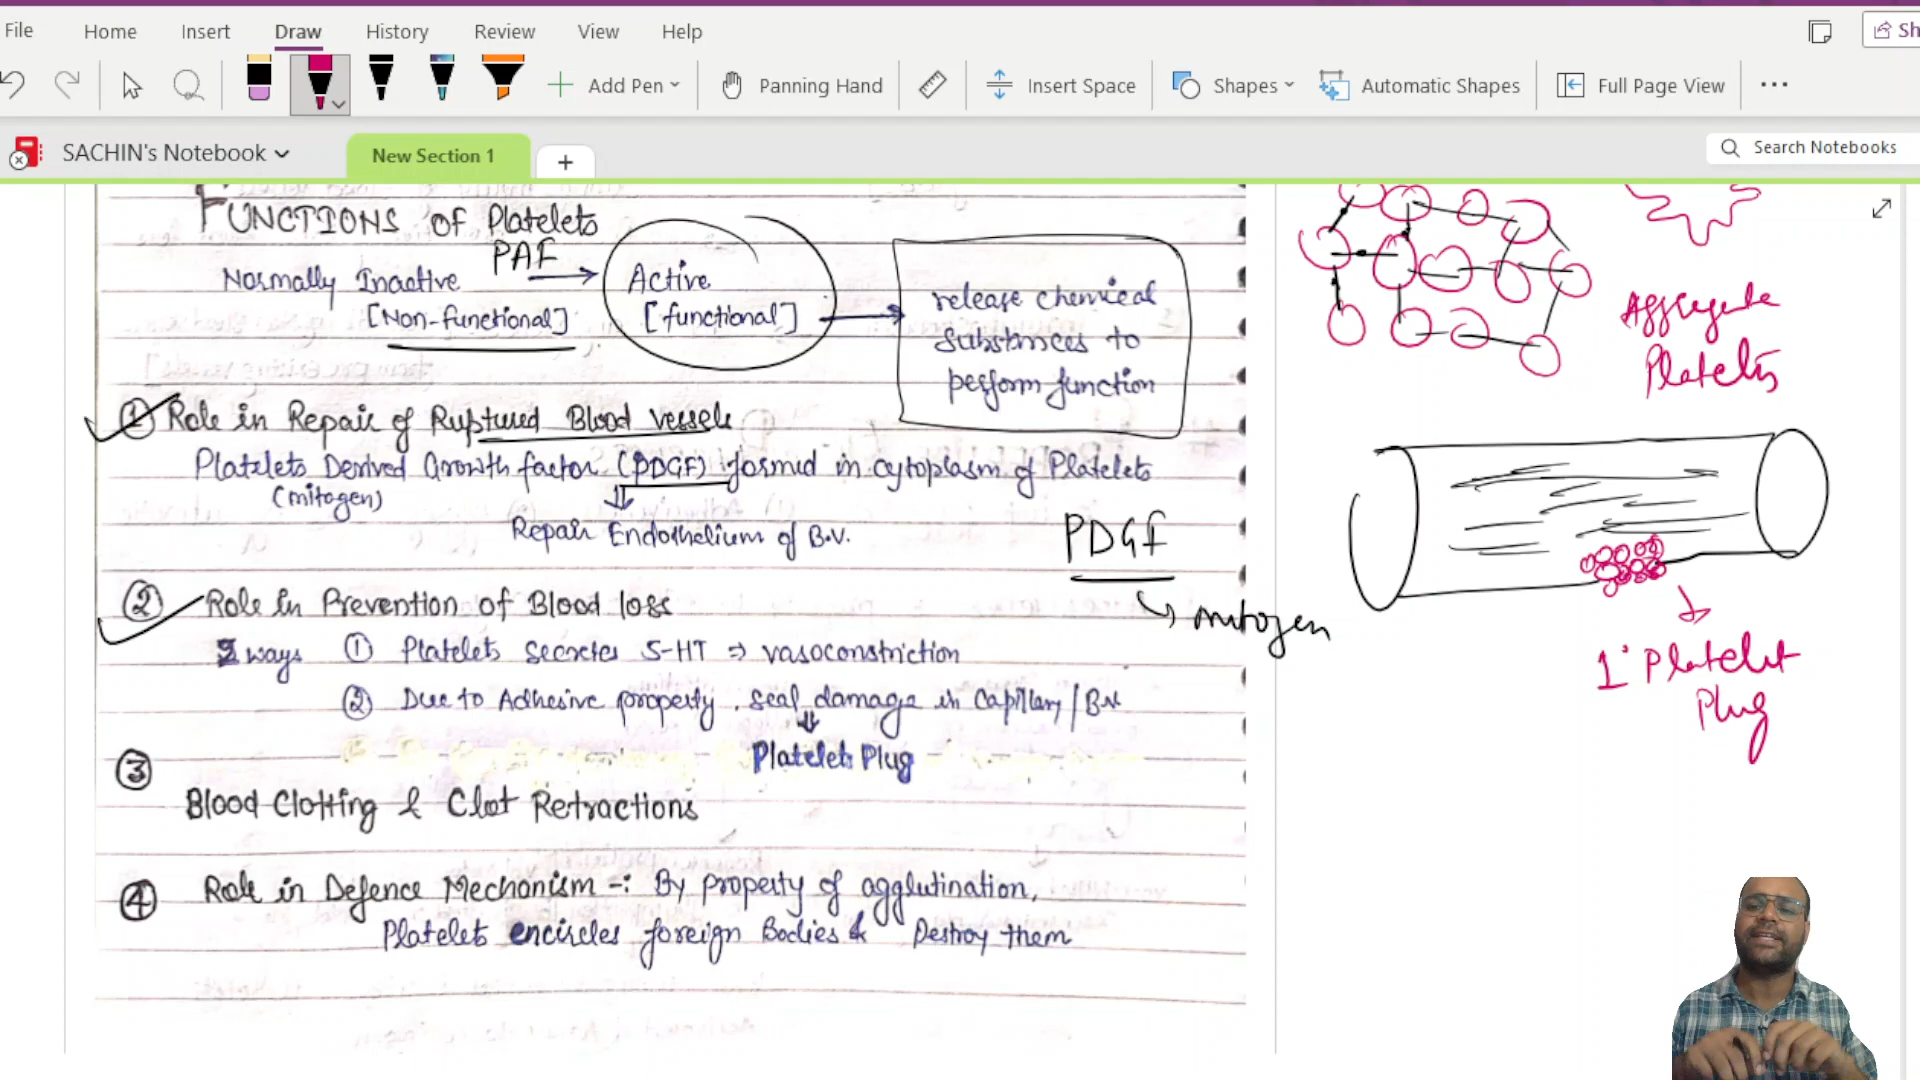 File Home Insert Draw History Review View Help Sh
Add Pen Panning Hand Insert Space Shapes Automatic Shapes Full Page View
SACHIN's Notebook New Section 1 + Search Notebooks
FUNCTIONS OF Platelets
PAF
Normally Inactive
[Non-functional]
Active
[functional]
release chemical
substances to
perform function
① Role in Repair of Ruptured Blood vessels
Platelets Derived Growth factor (PDGF) formed in cytoplasm of Platelets
(mitogen)
Repair Endothelium of B.V.
PDGF
mitogen
② Role in Prevention of Blood loss
2 ways ① Platelets secretes 5-HT ⇒ vasoconstriction
② Due to Adhesive property, seal damage in Capillary / B.V.
Platelets Plug
③
Blood Clotting & Clot Retractions
④ Role in Defence Mechanism -: By property of agglutination,
Platelets encircles foreign Bodies & Destroy them
Aggregate
Platelets
1° Platelet
Plug